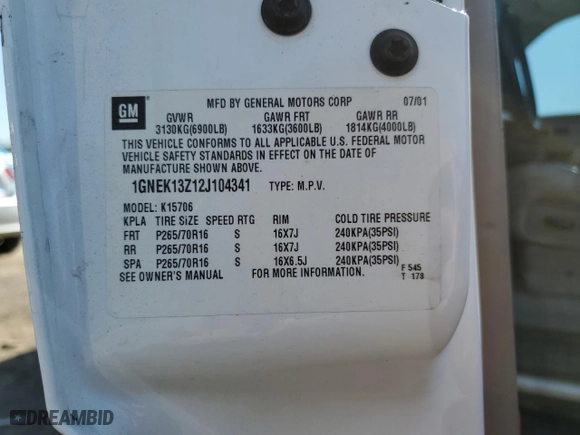 GM
MFD BY GENERAL MOTORS CORP 07/01
GVWR GAWR FRT GAWR RR
3130KG(6900LB) 1633KG(3600LB) 1814KG(4000LB)
THIS VEHICLE CONFORMS TO ALL APPLICABLE U.S. FEDERAL MOTOR
VEHICLE SAFETY STANDARDS IN EFFECT ON THE DATE OF
MANUFACTURE SHOWN ABOVE.
1GNEK13Z12J104341 TYPE: M.P.V.
MODEL: K15706
KPLA TIRE SIZE SPEED RTG RIM COLD TIRE PRESSURE
FRT P265/70R16 S 16X7J 240KPA(35PSI)
RR P265/70R16 S 16X7J 240KPA(35PSI)
SPA P265/70R16 S 16X6.5J 240KPA(35PSI)
SEE OWNER'S MANUAL FOR MORE INFORMATION.
F 545
T 179
DREAMBID